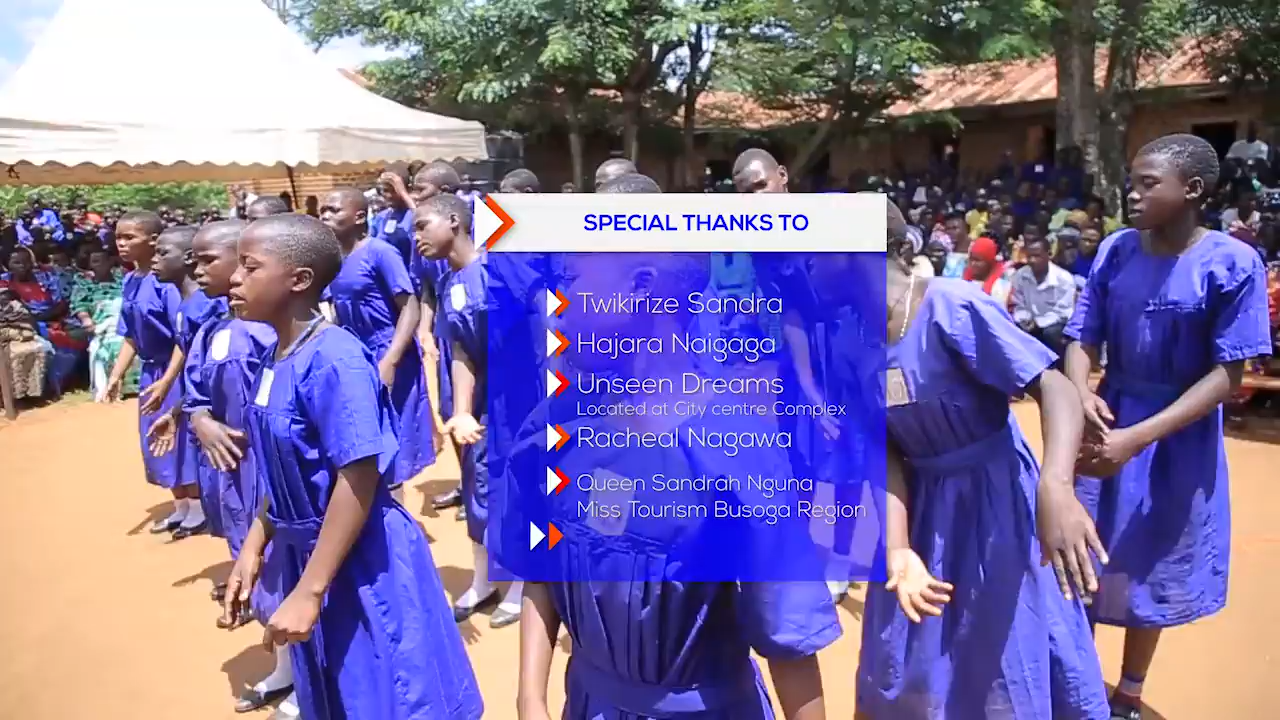 SPECIAL THANKS TO
Twikirize Sandra
Hajara Naigaga
Unseen Dreams
Located at City centre Complex
Racheal Nagawa
Queen Sandrah Nguna
Miss Tourism Busoga Region